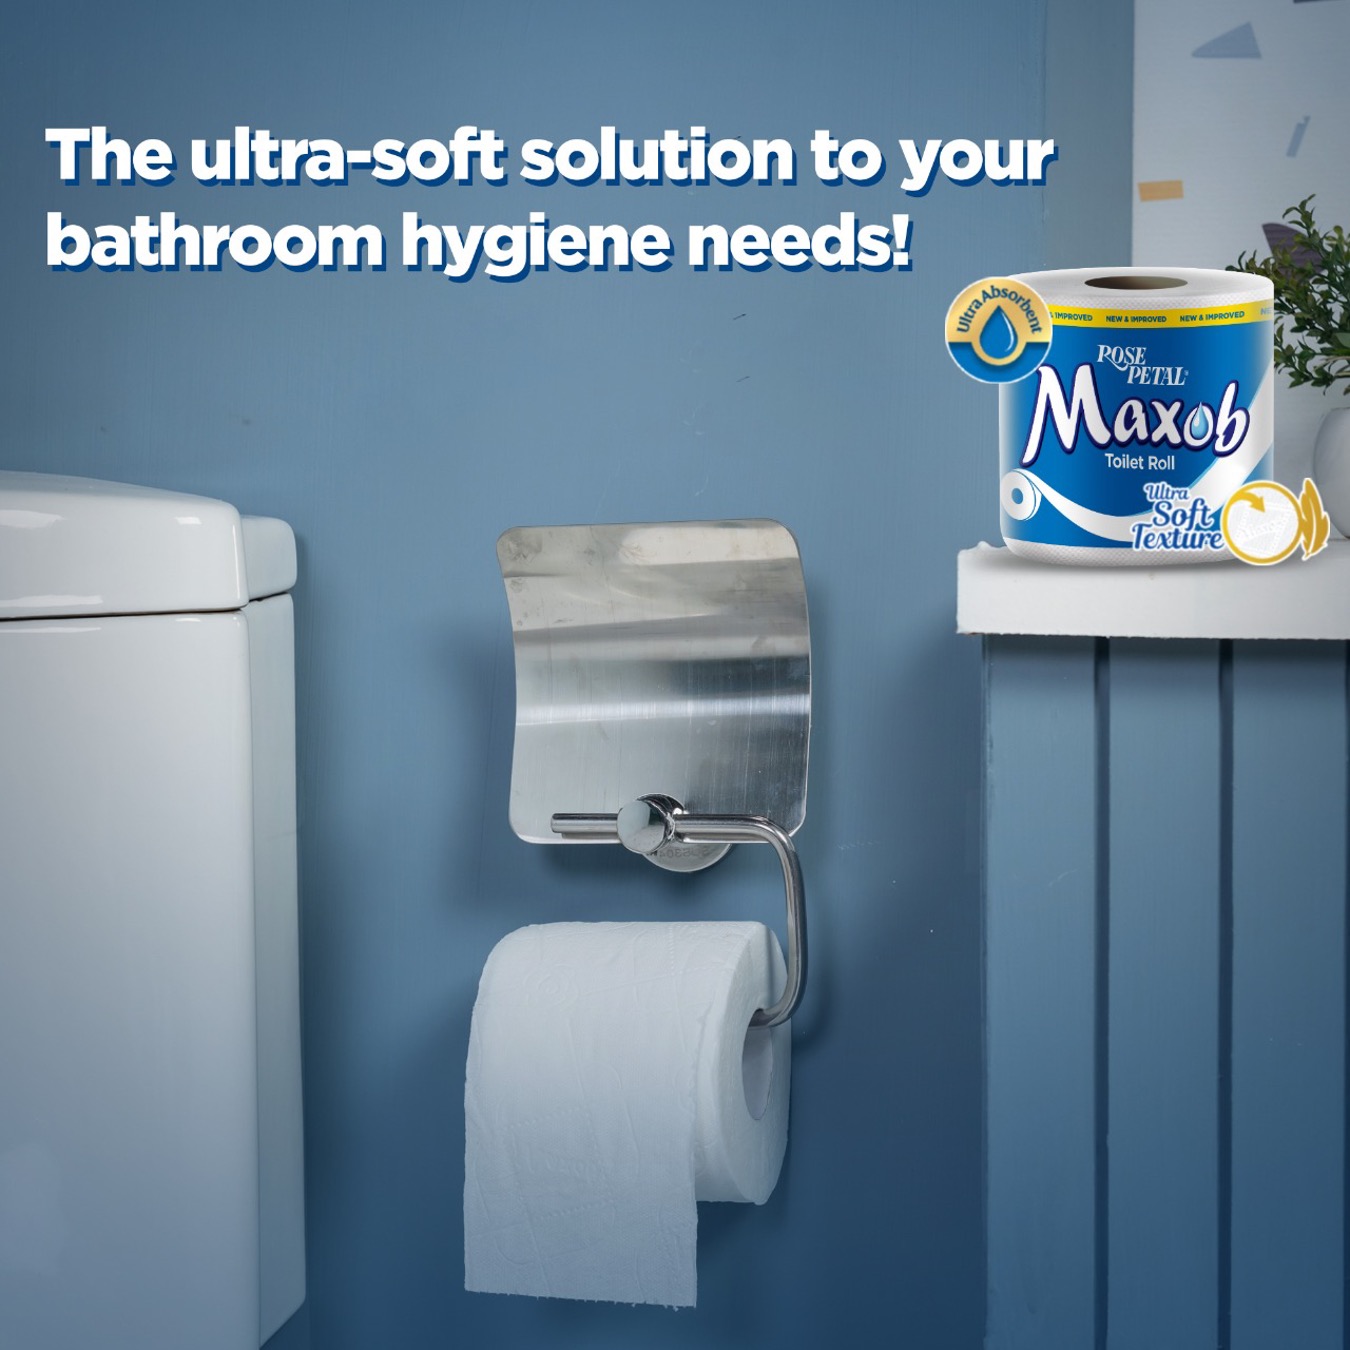 The ultra-soft solution to your
bathroom hygiene needs!
Ultra Absorbent
& IMPROVED NEW & IMPROVED NEW & IMPROVED
ROSE
PETAL
Maxob
Toilet Roll
Ultra
Soft
Texture